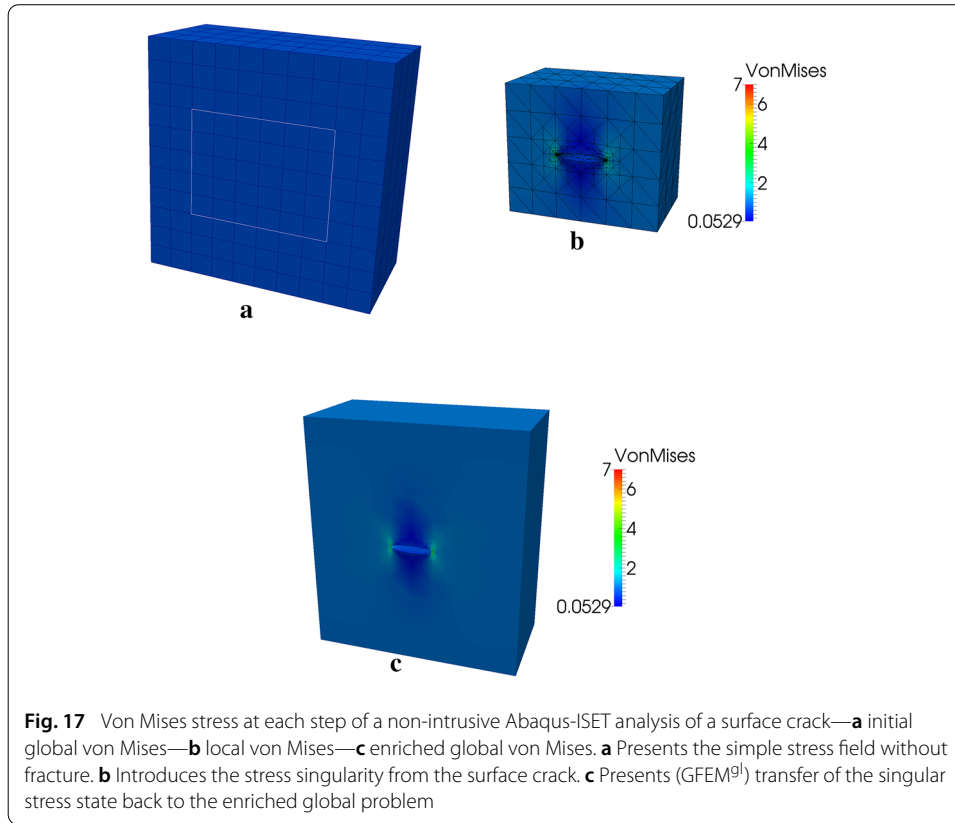 VonMises
7
6
4
2
0.0529
a
b
VonMises
7
6
4
2
0.0529
c
Fig. 17 Von Mises stress at each step of a non-intrusive Abaqus-ISET analysis of a surface crack—a initial
global von Mises—b local von Mises—c enriched global von Mises. a Presents the simple stress field without
fracture. b Introduces the stress singularity from the surface crack. c Presents (GFEMgl) transfer of the singular
stress state back to the enriched global problem